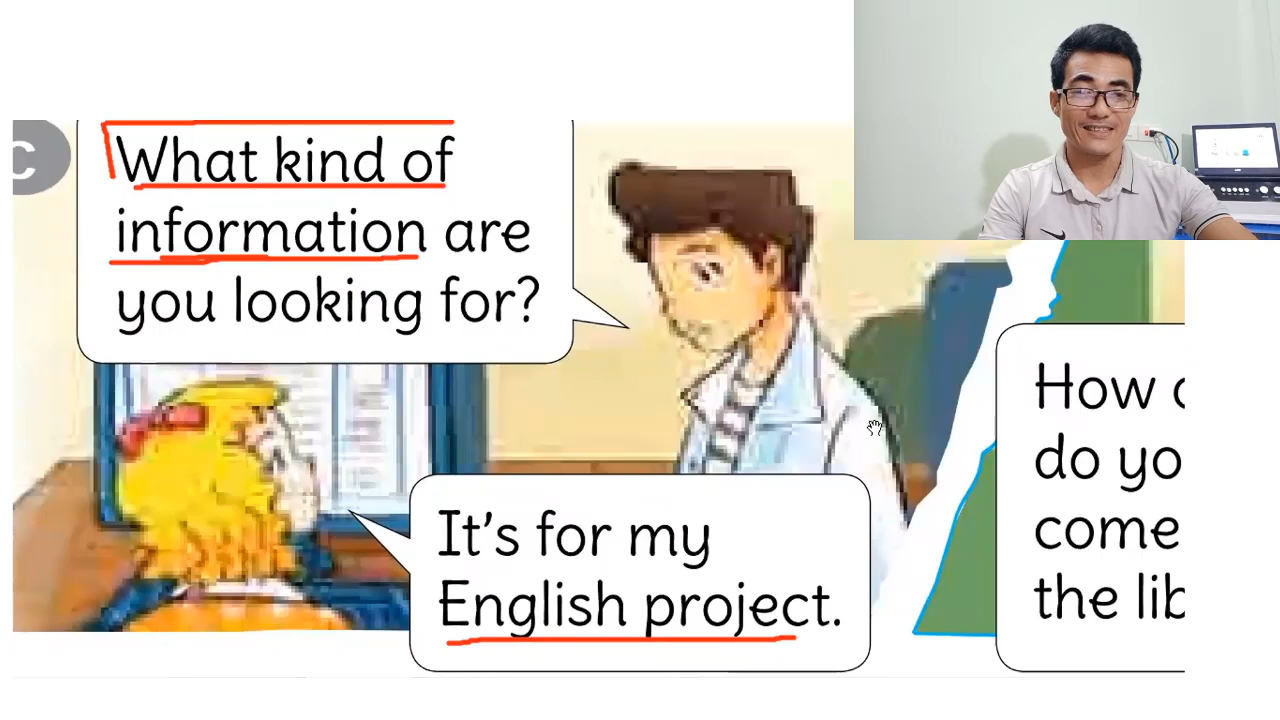 C
What kind of
information are
you looking for?
It's for my
English project.
How
do yo
come
the lib